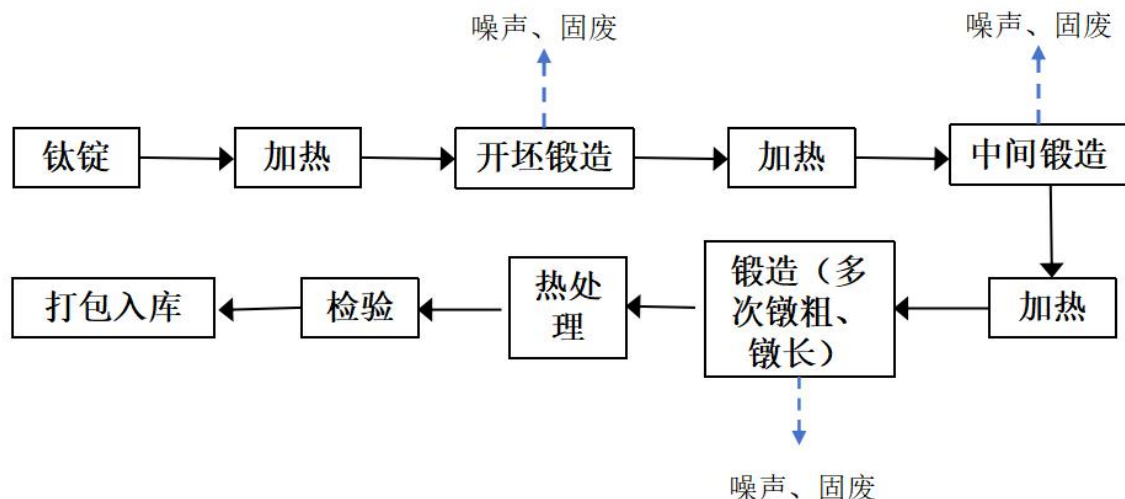 噪声、固废
噪声、固废
钛锭
加热
开坯锻造
加热
中间锻造
打包入库
检验
热处
理
锻造（多
次镦粗、
镦长）
加热
噪声、固废